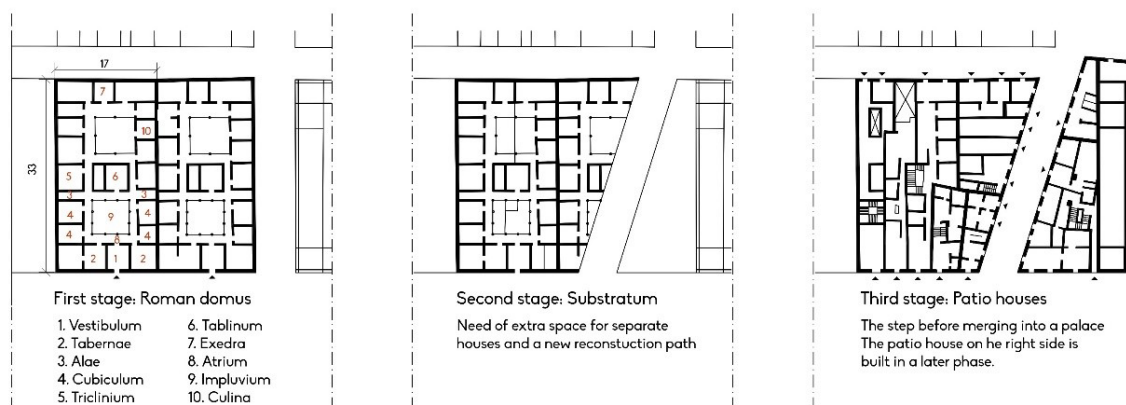 17
33
7
10
5
6
3
3
4
9
4
4
8
4
2
1
2
First stage: Roman domus
1. Vestibulum
2. Tabernae
3. Alae
4. Cubiculum
5. Triclinium
6. Tablinum
7. Exedra
8. Atrium
9. Impluvium
10. Culina
Second stage: Substratum
Need of extra space for separate
houses and a new reconstuction path
Third stage: Patio houses
The step before merging into a palace
The patio house on he right side is
built in a later phase.